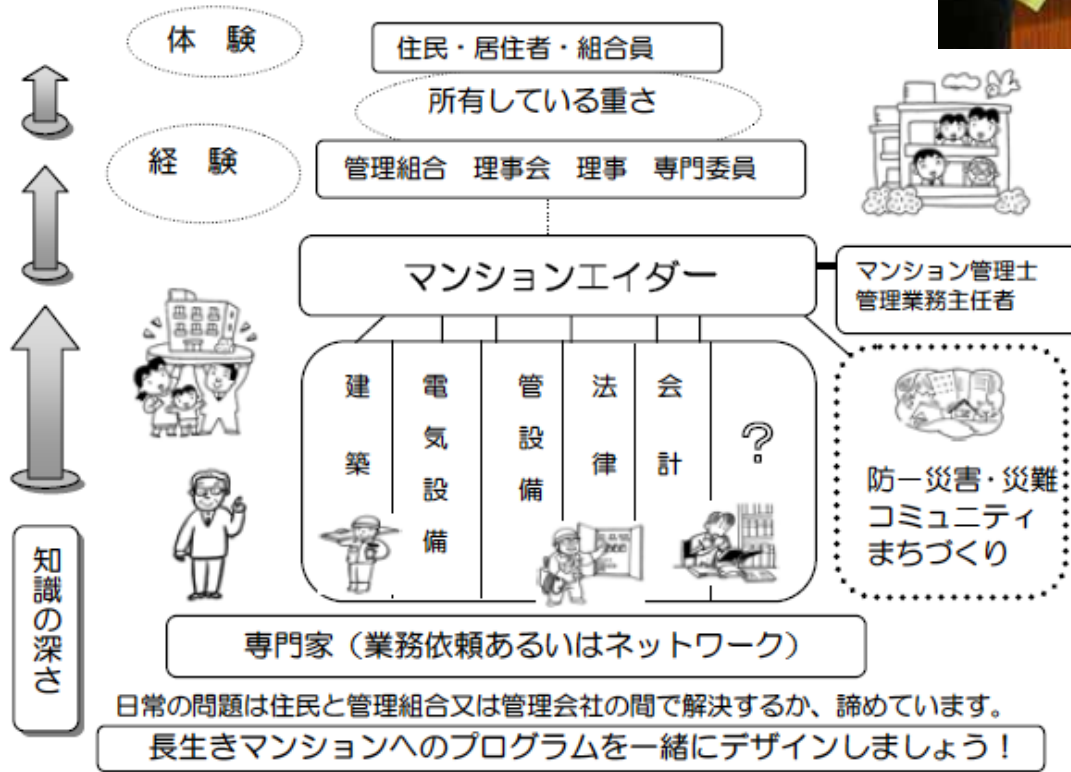 体 験
住民・居住者・組合員
所有している重さ
経 験
管理組合 理事会 理事 専門委員
マンションエイダー
マンション管理士
管理業務主任者
建築
電気設備
管設備
法律
会計
?
防一災害・災難
コミュニティ
まちづくり
知識の深さ
専門家（業務依頼あるいはネットワーク）
日常の問題は住民と管理組合又は管理会社の間で解決するか、諦めています。
長生きマンションへのプログラムを一緒にデザインしましょう！